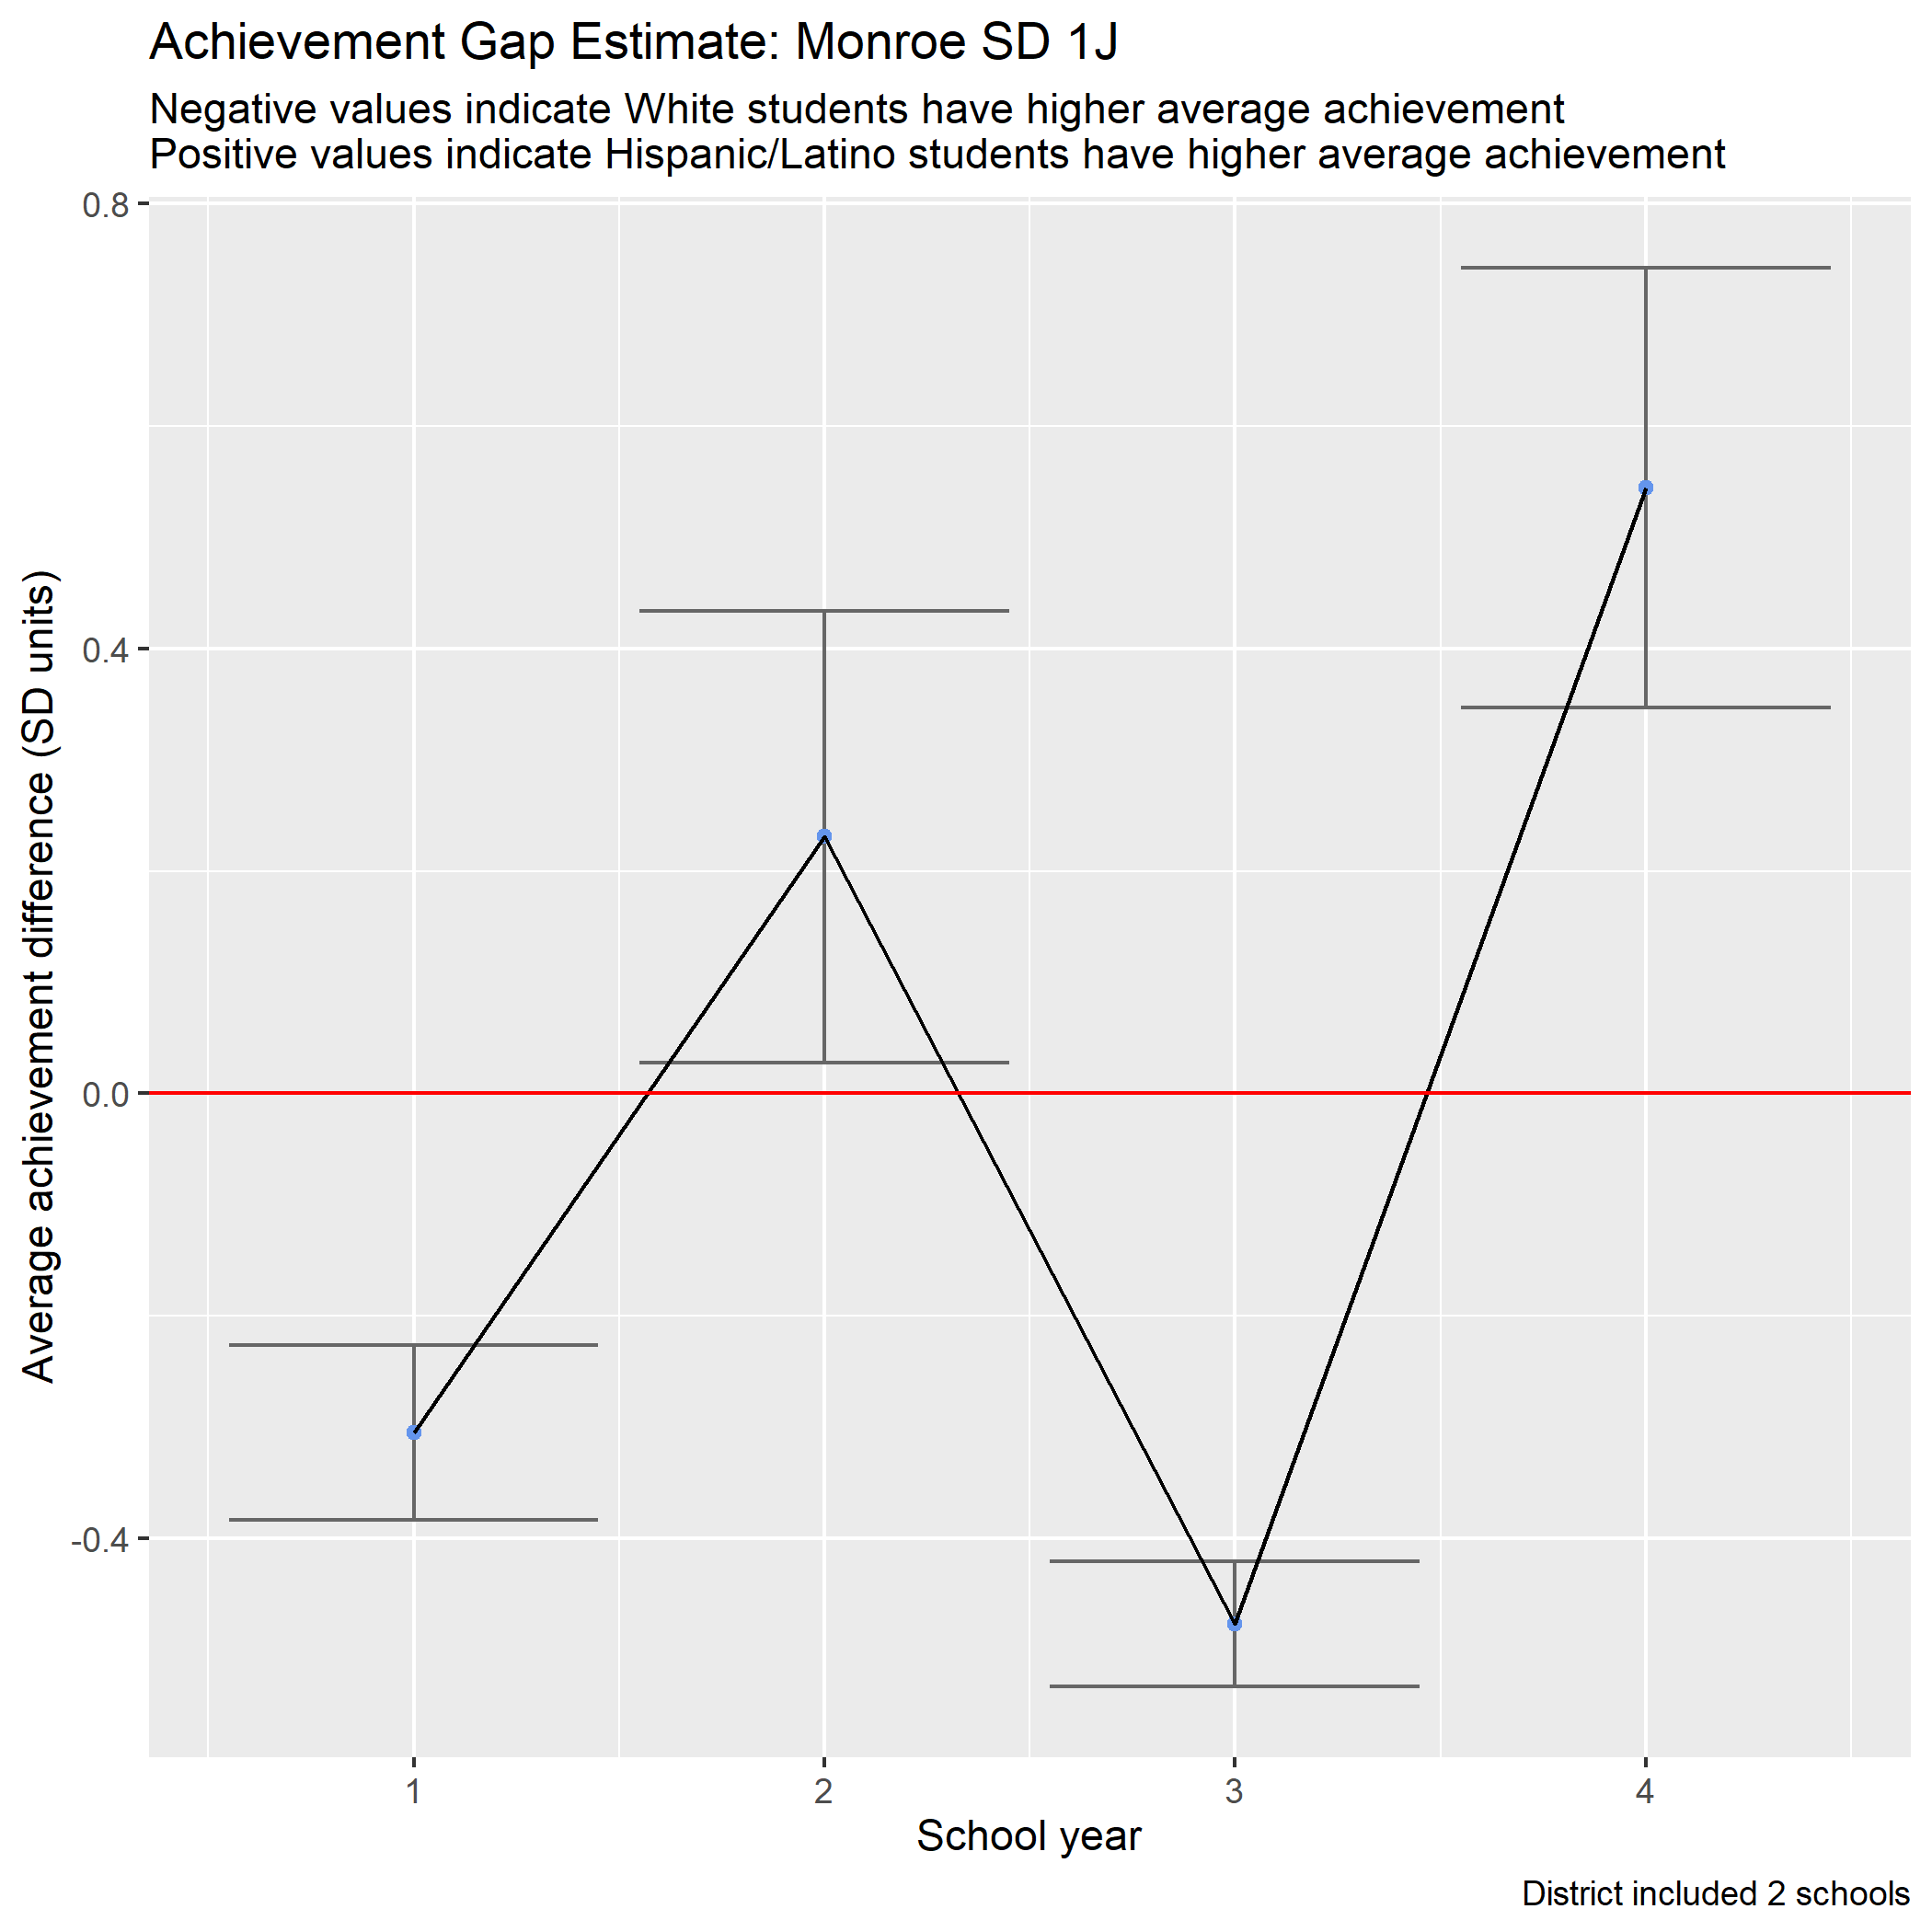 Achievement Gap Estimate: Monroe SD 1J
Negative values indicate White students have higher average achievement
Positive values indicate Hispanic/Latino students have higher average achievement
Average achievement difference (SD units)
0.8
0.4
0.0
-0.4
1
2
3
4
School year
District included 2 schools